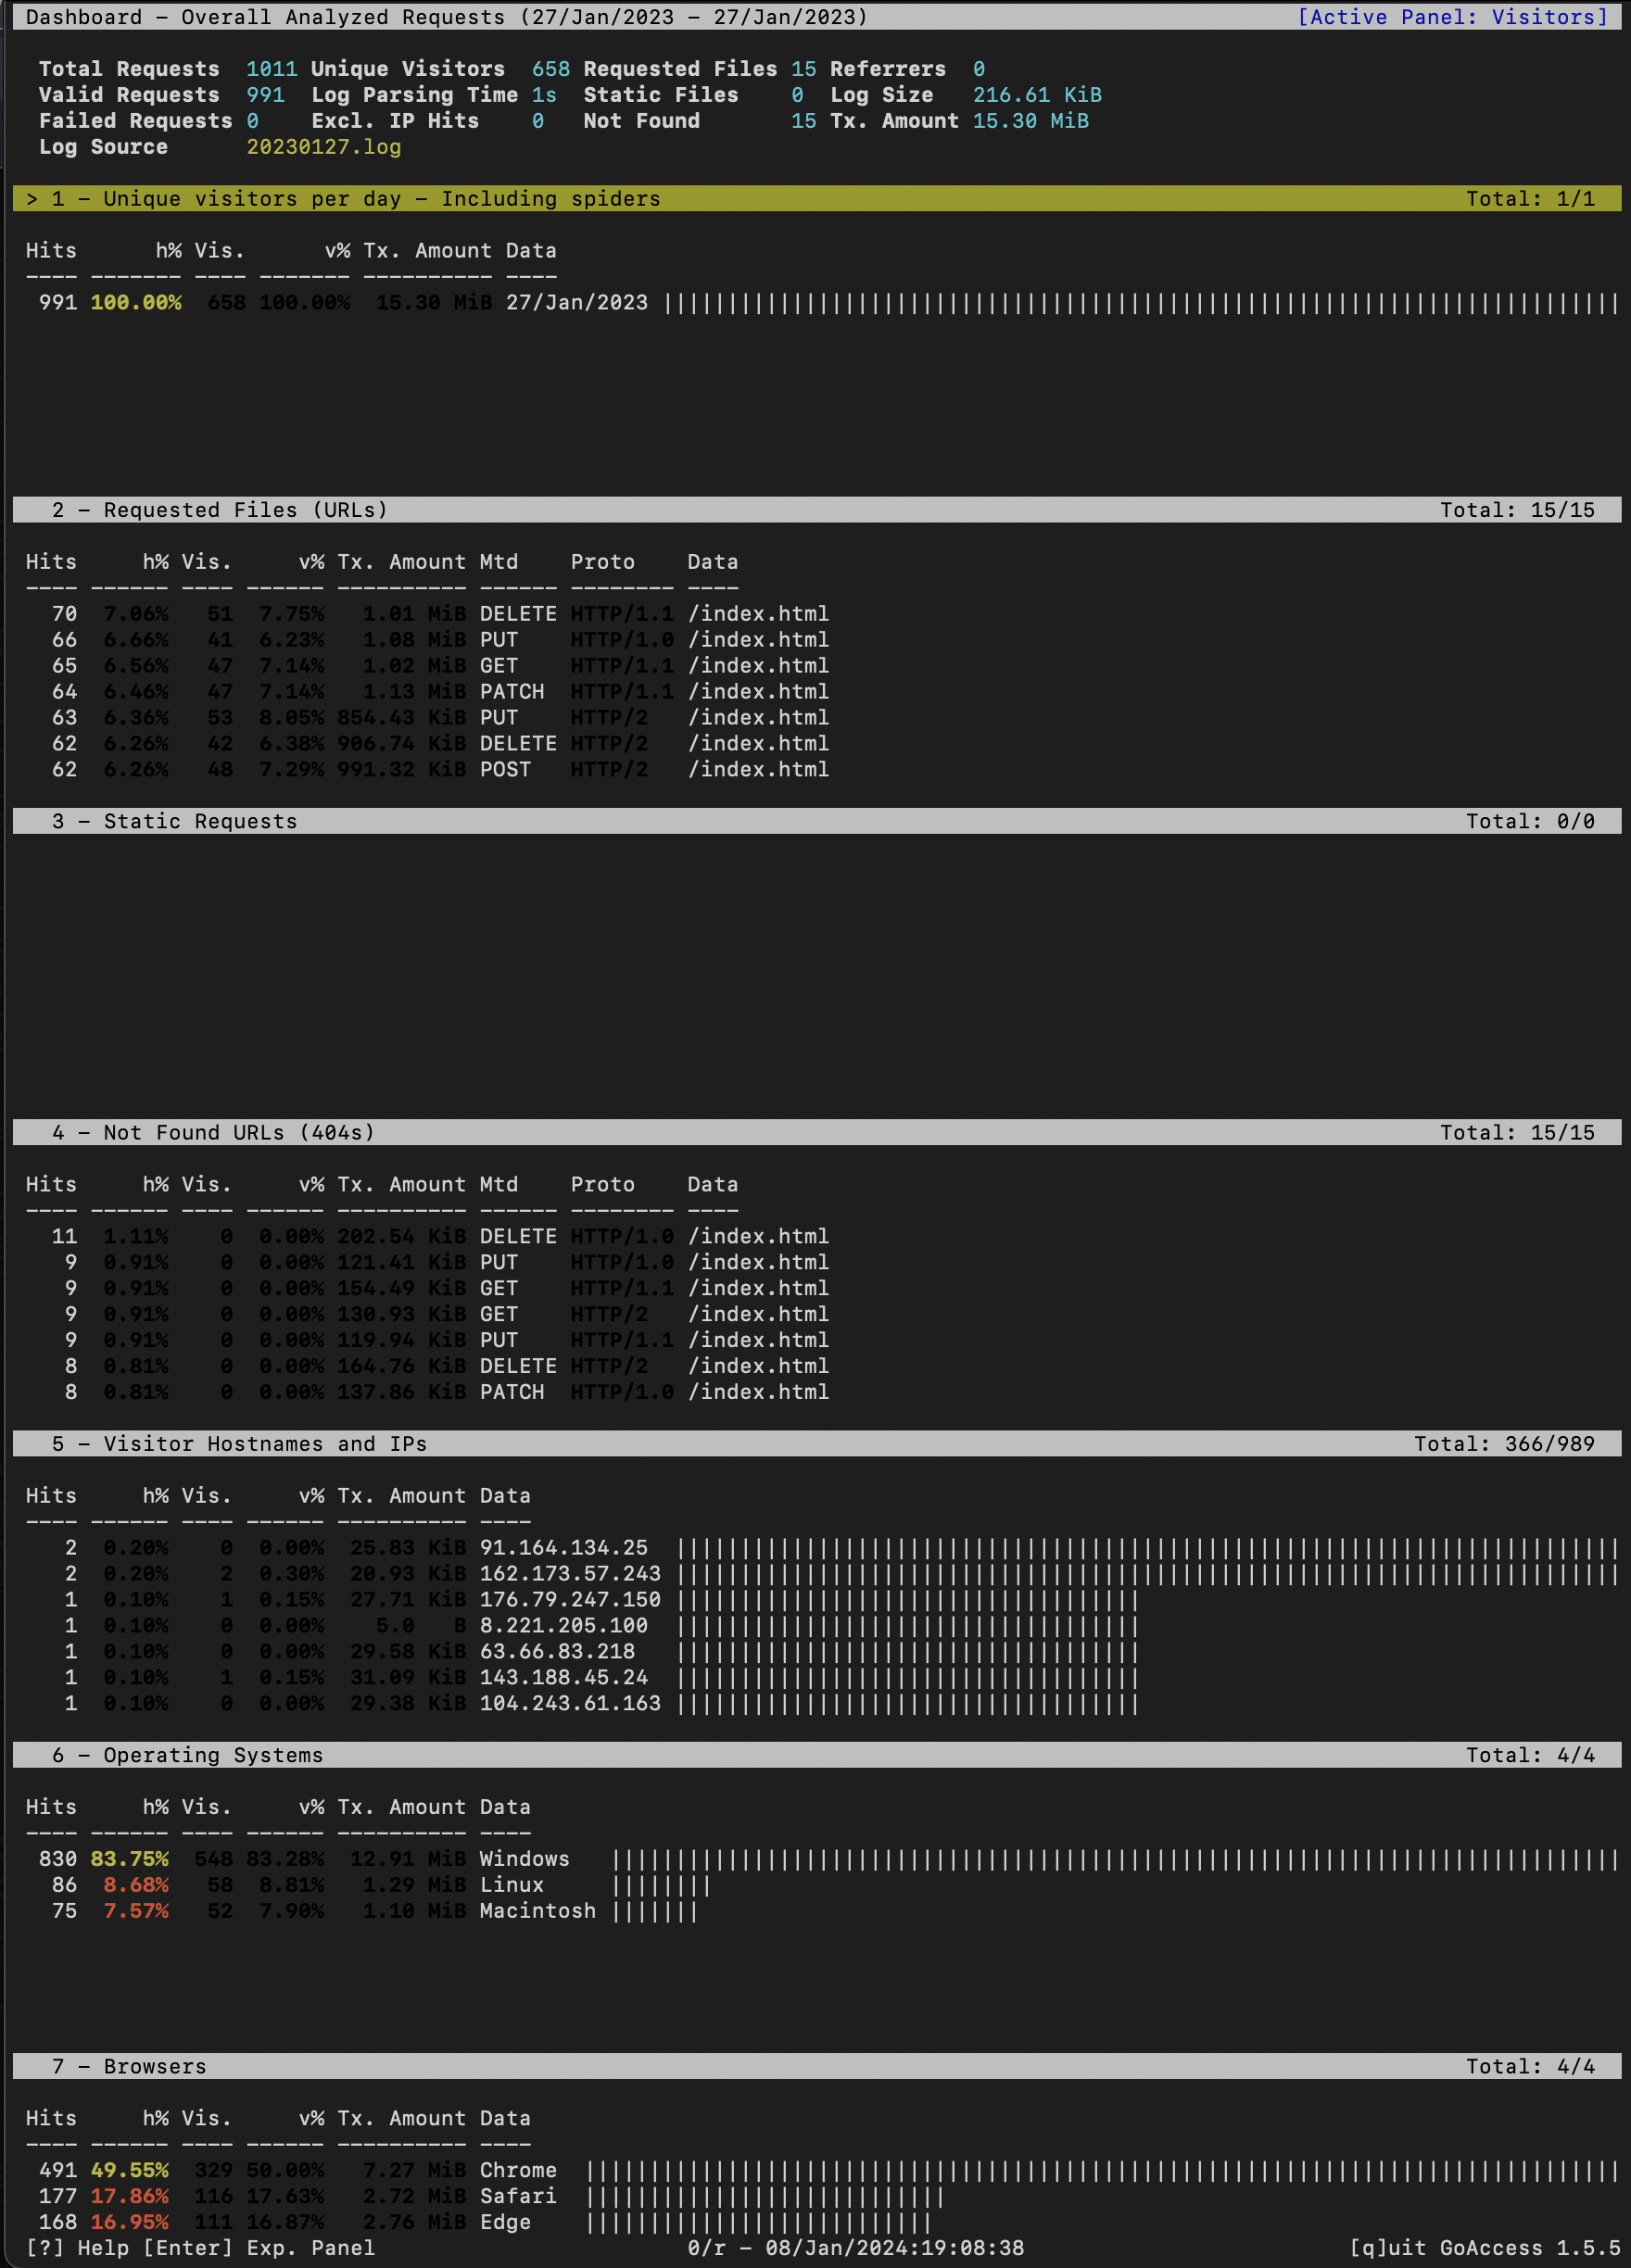 Dashboard - Overall Analyzed Requests (27/Jan/2023 - 27/Jan/2023) [Active Panel: Visitors]
Total Requests 1011 Unique Visitors 658 Requested Files 15 Referrers 0
Valid Requests 991 Log Parsing Time 1s Static Files 0 Log Size 216.61 KiB
Failed Requests 0 Excl. IP Hits 0 Not Found 15 Tx. Amount 15.30 MiB
Log Source 20230127.log
> 1 - Unique visitors per day - Including spiders Total: 1/1
Hits h% Vis. v% Tx. Amount Data
---- ------- ---- ------- ---------- ----
991 100.00% 658 100.00% 15.30 MiB 27/Jan/2023
2 - Requested Files (URLs) Total: 15/15
Hits h% Vis. v% Tx. Amount Mtd Proto Data
---- ------ ---- ------ ---------- ------ -------- ----
70 7.06% 51 7.75% 1.01 MiB DELETE HTTP/1.1 /index.html
66 6.66% 41 6.23% 1.08 MiB PUT HTTP/1.0 /index.html
65 6.56% 47 7.14% 1.02 MiB GET HTTP/1.1 /index.html
64 6.46% 47 7.14% 1.13 MiB PATCH HTTP/1.1 /index.html
63 6.36% 53 8.05% 854.43 KiB PUT HTTP/2 /index.html
62 6.26% 42 6.38% 906.74 KiB DELETE HTTP/2 /index.html
62 6.26% 48 7.29% 991.32 KiB POST HTTP/2 /index.html
3 - Static Requests Total: 0/0
4 - Not Found URLs (404s) Total: 15/15
Hits h% Vis. v% Tx. Amount Mtd Proto Data
---- ------ ---- ------ ---------- ------ -------- ----
11 1.11% 0 0.00% 202.54 KiB DELETE HTTP/1.0 /index.html
9 0.91% 0 0.00% 121.41 KiB PUT HTTP/1.0 /index.html
9 0.91% 0 0.00% 154.49 KiB GET HTTP/1.1 /index.html
9 0.91% 0 0.00% 130.93 KiB GET HTTP/2 /index.html
9 0.91% 0 0.00% 119.94 KiB PUT HTTP/1.1 /index.html
8 0.81% 0 0.00% 164.76 KiB DELETE HTTP/2 /index.html
8 0.81% 0 0.00% 137.86 KiB PATCH HTTP/1.0 /index.html
5 - Visitor Hostnames and IPs Total: 366/989
Hits h% Vis. v% Tx. Amount Data
---- ------ ---- ------ ---------- ----
2 0.20% 0 0.00% 25.83 KiB 91.164.134.25
2 0.20% 2 0.30% 20.93 KiB 162.173.57.243
1 0.10% 1 0.15% 27.71 KiB 176.79.247.150
1 0.10% 0 0.00% 5.0 B 8.221.205.100
1 0.10% 0 0.00% 29.58 KiB 63.66.83.218
1 0.10% 1 0.15% 31.09 KiB 143.188.45.24
1 0.10% 0 0.00% 29.38 KiB 104.243.61.163
6 - Operating Systems Total: 4/4
Hits h% Vis. v% Tx. Amount Data
---- ------ ---- ------ ---------- ----
830 83.75% 548 83.28% 12.91 MiB Windows
86 8.68% 58 8.81% 1.29 MiB Linux
75 7.57% 52 7.90% 1.10 MiB Macintosh
7 - Browsers Total: 4/4
Hits h% Vis. v% Tx. Amount Data
---- ------ ---- ------ ---------- ----
491 49.55% 329 50.00% 7.27 MiB Chrome
177 17.86% 116 17.63% 2.72 MiB Safari
168 16.95% 111 16.87% 2.76 MiB Edge
[?] Help [Enter] Exp. Panel 0/r - 08/Jan/2024:19:08:38 [q]uit GoAccess 1.5.5